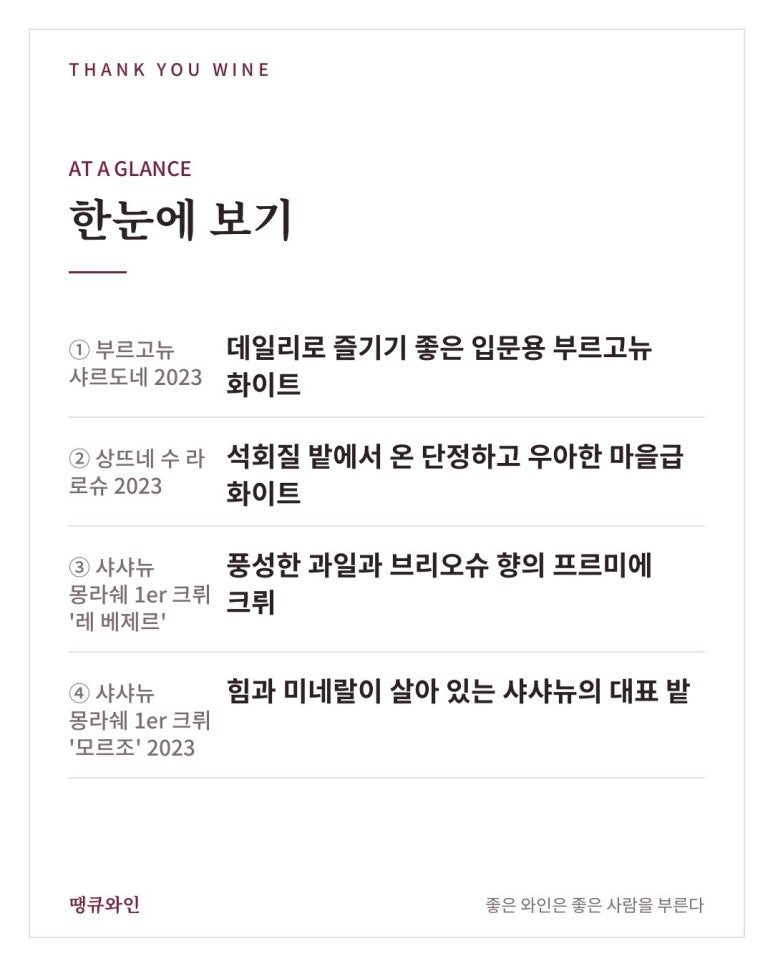 THANK YOU WINE
AT A GLANCE
한눈에 보기
① 부르고뉴
샤르도네 2023
데일리로 즐기기 좋은 입문용 부르고뉴
화이트
② 상뜨네 수 라
로슈 2023
석회질 밭에서 온 단정하고 우아한 마을급
화이트
③ 샤샤뉴
몽라쉐 1er 크뤼
'레 베제르'
풍성한 과일과 브리오슈 향의 프르미에
크뤼
④ 샤샤뉴
몽라쉐 1er 크뤼
'모르조' 2023
힘과 미네랄이 살아 있는 샤샤뉴의 대표 밭
땡큐와인
좋은 와인은 좋은 사람을 부른다